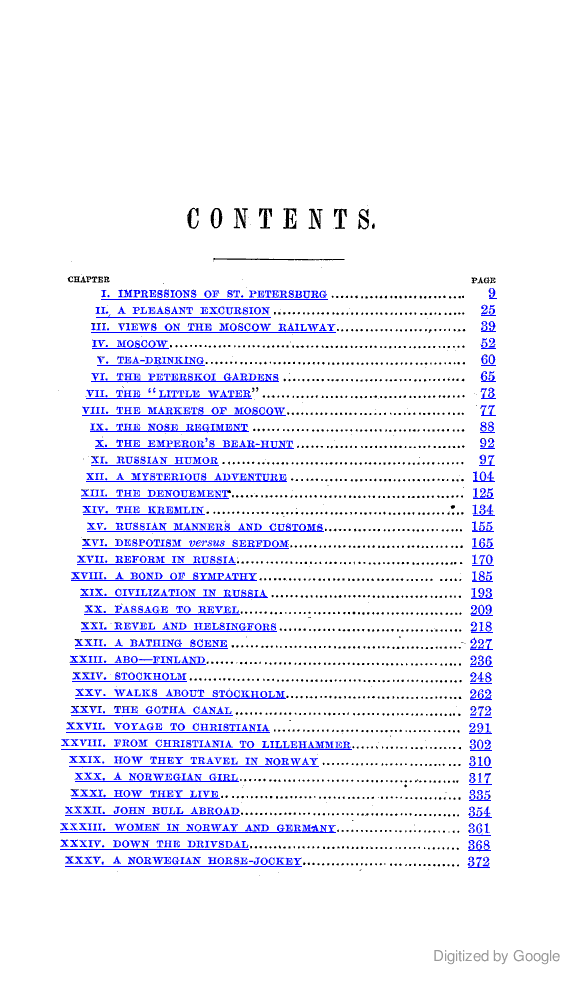 CONTENTS.
CHAPTER PAGE
I. IMPRESSIONS OF ST. PETERSBURG 9
II. A PLEASANT EXCURSION 25
III. VIEWS ON THE MOSCOW RAILWAY 39
IV. MOSCOW 52
V. TEA-DRINKING 60
VI. THE PETERSKOI GARDENS 65
VII. THE "LITTLE WATER" 73
VIII. THE MARKETS OF MOSCOW 77
IX. THE NOSE REGIMENT 88
X. THE EMPEROR'S BEAR-HUNT 92
XI. RUSSIAN HUMOR 97
XII. A MYSTERIOUS ADVENTURE 104
XIII. THE DENOUEMENT 125
XIV. THE KREMLIN 134
XV. RUSSIAN MANNERS AND CUSTOMS 155
XVI. DESPOTISM versus SERFDOM 165
XVII. REFORM IN RUSSIA 170
XVIII. A BOND OF SYMPATHY 185
XIX. CIVILIZATION IN RUSSIA 193
XX. PASSAGE TO REVEL 209
XXI. REVEL AND HELSINGFORS 218
XXII. A BATHING SCENE 227
XXIII. ABO—FINLAND 236
XXIV. STOCKHOLM 248
XXV. WALKS ABOUT STOCKHOLM 262
XXVI. THE GOTHA CANAL 272
XXVII. VOYAGE TO CHRISTIANIA 291
XXVIII. FROM CHRISTIANIA TO LILLEHAMMER 302
XXIX. HOW THEY TRAVEL IN NORWAY 310
XXX. A NORWEGIAN GIRL 317
XXXI. HOW THEY LIVE 335
XXXII. JOHN BULL ABROAD 354
XXXIII. WOMEN IN NORWAY AND GERMANY 361
XXXIV. DOWN THE DRIVSDAL 368
XXXV. A NORWEGIAN HORSE-JOCKEY 372
Digitized by Google